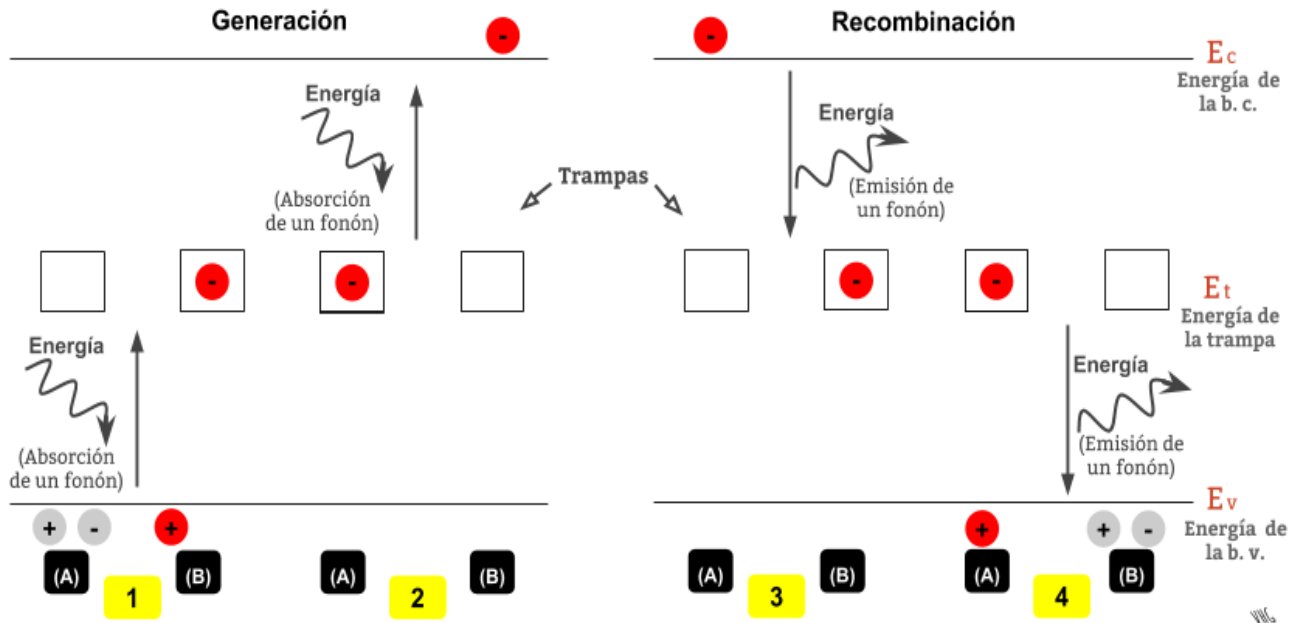 Generación
Recombinación
-
-
Ec
Energía de
la b. c.
Energía
(Absorción
de un fonón)
Trampas
Energía
(Emisión de
un fonón)
-
-
-
-
Et
Energía de
la trampa
Energía
(Absorción
de un fonón)
Energía
(Emisión de
un fonón)
Ev
Energía de
la b. v.
+ - +
+ + -
(A) (B) (A) (B) (A) (B) (A) (B)
1 2 3 4